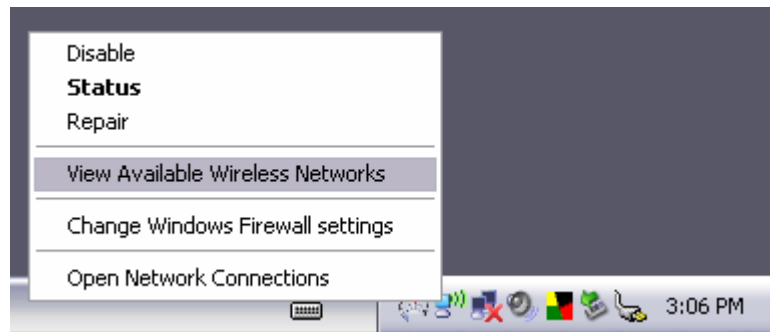 Disable
Status
Repair
View Available Wireless Networks
Change Windows Firewall settings
Open Network Connections
3:06 PM